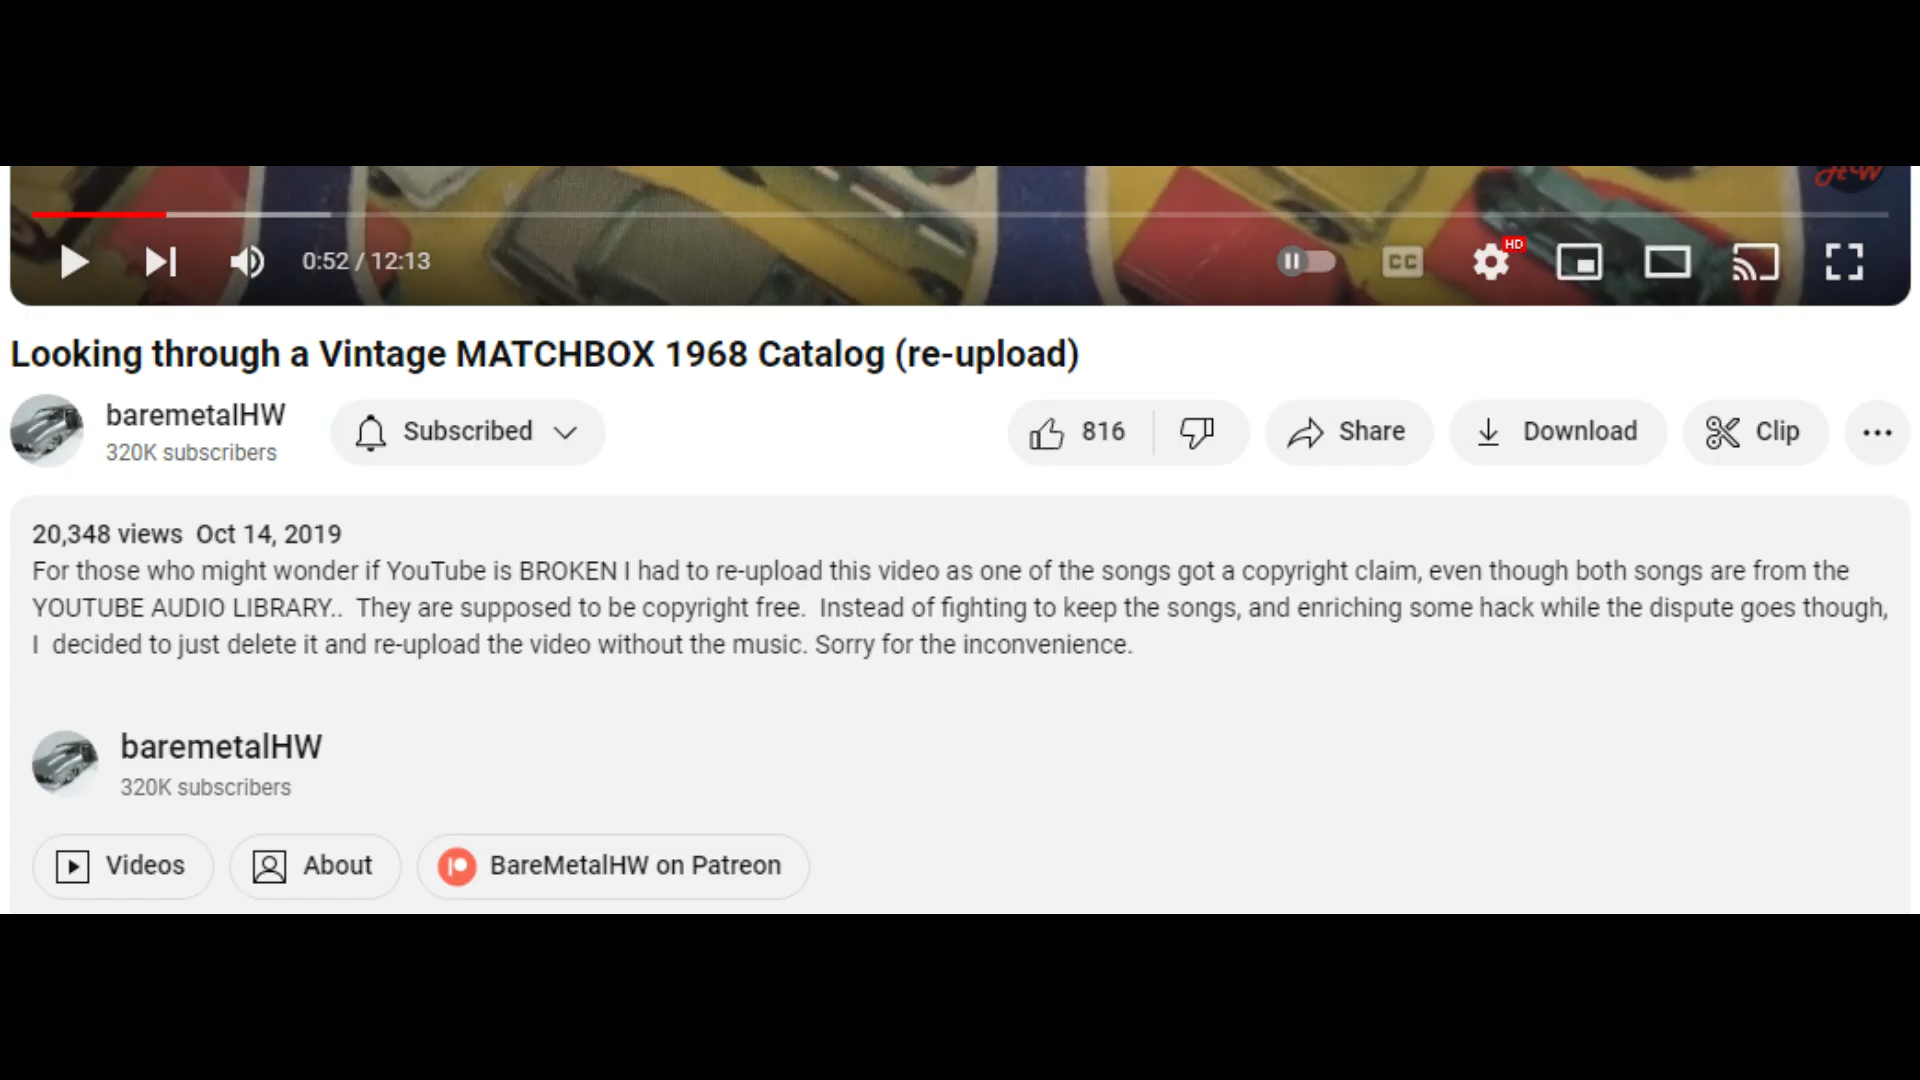 HW
HD
0:52 / 12:13
CC
Looking through a Vintage MATCHBOX 1968 Catalog (re-upload)
baremetalHW
320K subscribers
Subscribed
816
Share
Download
Clip
20,348 views  Oct 14, 2019
For those who might wonder if YouTube is BROKEN I had to re-upload this video as one of the songs got a copyright claim, even though both songs are from the
YOUTUBE AUDIO LIBRARY..  They are supposed to be copyright free.  Instead of fighting to keep the songs, and enriching some hack while the dispute goes though,
I  decided to just delete it and re-upload the video without the music. Sorry for the inconvenience.
baremetalHW
320K subscribers
Videos
About
BareMetalHW on Patreon